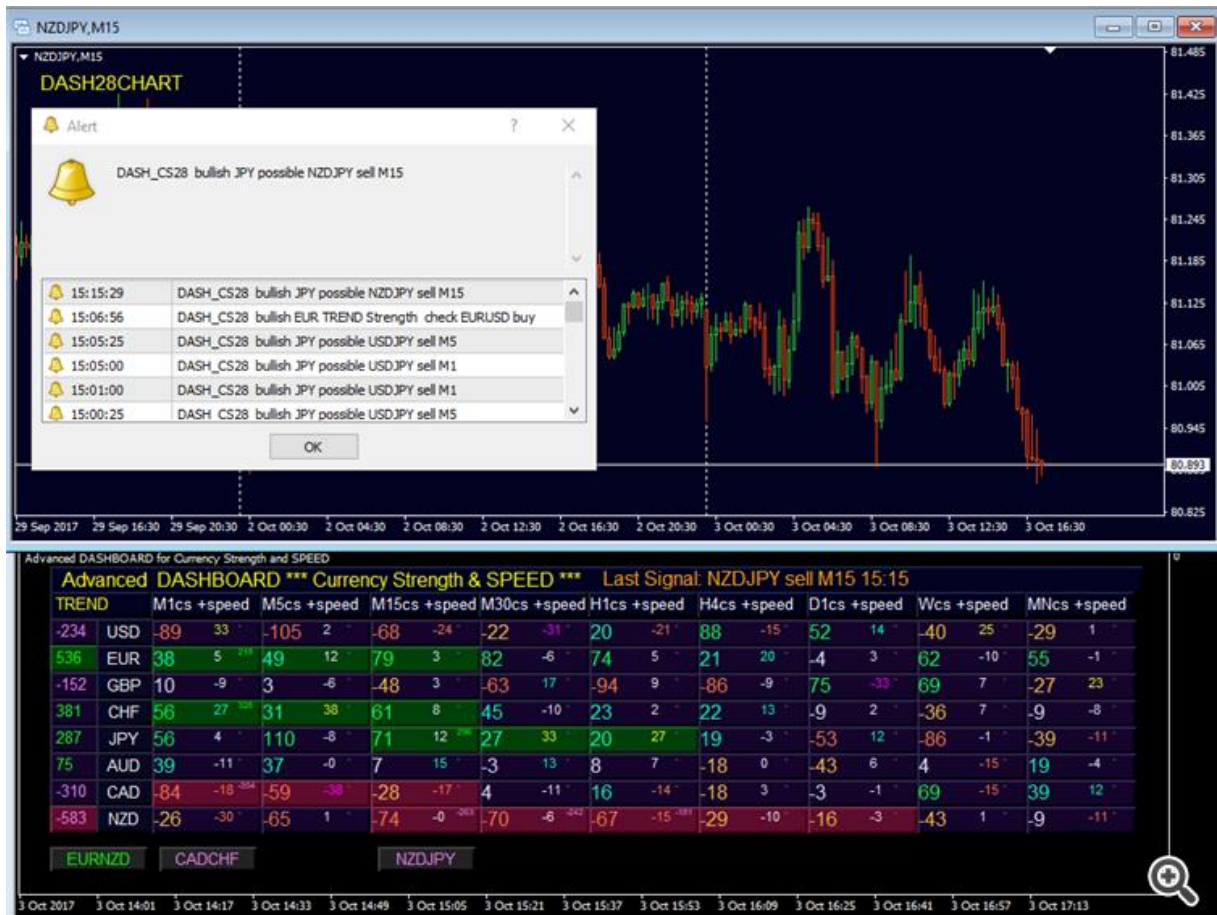 NZDJPY,M15
NZDJPY,M15
DASH28CHART
Alert
?
DASH_CS28 bullish JPY possible NZDJPY sell M15
15:15:29 DASH_CS28 bullish JPY possible NZDJPY sell M15
15:06:56 DASH_CS28 bullish EUR TREND Strength check EURUSD buy
15:05:25 DASH_CS28 bullish JPY possible USDJPY sell M5
15:05:00 DASH_CS28 bullish JPY possible USDJPY sell M1
15:01:00 DASH_CS28 bullish JPY possible USDJPY sell M1
15:00:25 DASH_CS28 bullish JPY possible USDJPY sell M5
OK
81.485
81.425
81.365
81.305
81.245
81.185
81.125
81.065
81.005
80.945
80.893
80.825
29 Sep 2017 29 Sep 16:30 29 Sep 20:30 2 Oct 00:30 2 Oct 04:30 2 Oct 08:30 2 Oct 12:30 2 Oct 16:30 2 Oct 20:30 3 Oct 00:30 3 Oct 04:30 3 Oct 08:30 3 Oct 12:30 3 Oct 16:30
Advanced DASHBOARD for Currency Strength and SPEED
0
Advanced DASHBOARD *** Currency Strength & SPEED *** Last Signal: NZDJPY sell M15 15:15
TREND M1cs +speed M5cs +speed M15cs +speed M30cs +speed H1cs +speed H4cs +speed D1cs +speed Wcs +speed MNcs +speed
-234 USD -89 33 -105 2 -68 -24 -22 -31 20 -21 88 -15 52 14 -40 25 -29 1
536 EUR 38 5 49 12 79 3 82 -6 74 5 21 20 -4 3 62 -10 55 -1
-152 GBP 10 -9 3 -6 -48 3 -63 17 -94 9 -86 -9 75 -33 69 7 -27 23
381 CHF 56 27 31 38 61 8 45 -10 23 2 22 13 -9 2 -36 7 -9 -8
287 JPY 56 4 110 -8 71 12 27 33 20 27 19 -3 -53 12 -86 -1 -39 -11
75 AUD 39 -11 37 -0 7 15 -3 13 8 7 -18 0 -43 6 4 -15 19 -4
-310 CAD -84 -18 -59 -38 -28 -17 4 -11 16 -14 -18 3 -3 -1 69 -15 39 12
-583 NZD -26 -30 -65 1 -74 -0 -70 -6 -242 -67 -15 -181 -29 -10 -16 -3 -43 1 -9 -11
EURNZD CADCHF NZDJPY
3 Oct 2017 3 Oct 14:01 3 Oct 14:17 3 Oct 14:33 3 Oct 14:49 3 Oct 15:05 3 Oct 15:21 3 Oct 15:37 3 Oct 15:53 3 Oct 16:09 3 Oct 16:25 3 Oct 16:41 3 Oct 16:57 3 Oct 17:13